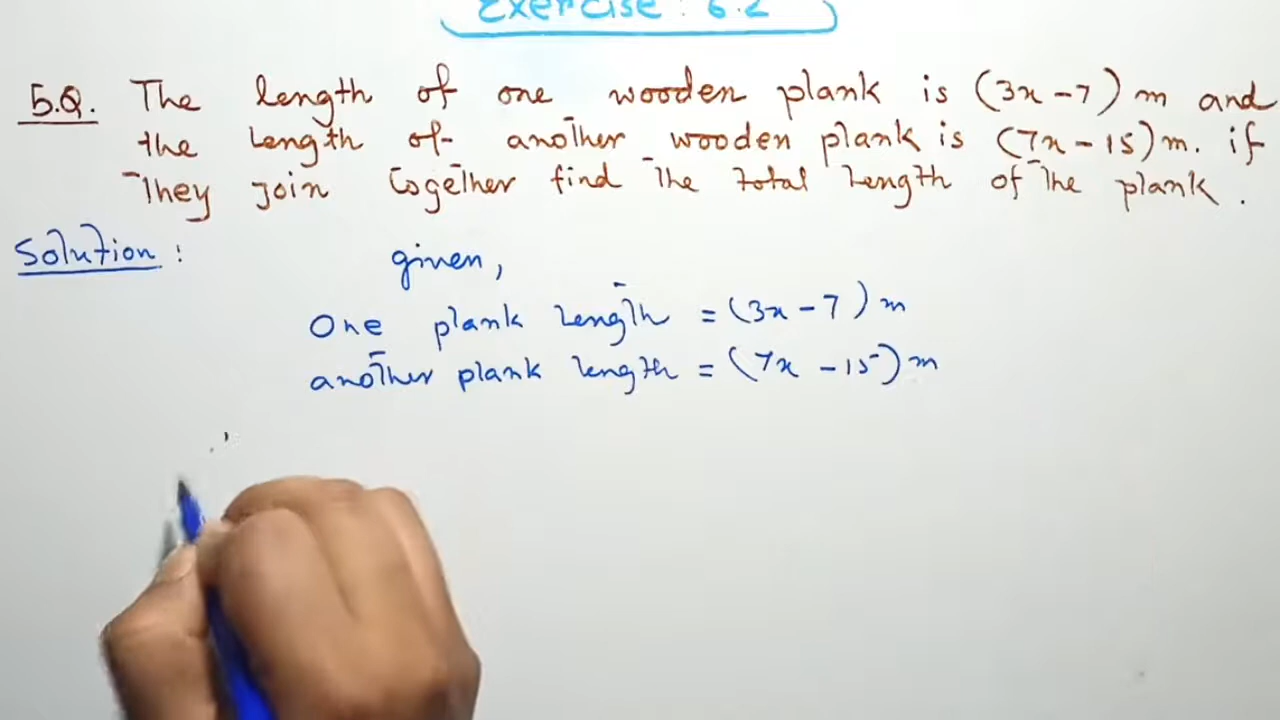 Exercise : 6.2
5.Q. The length of one wooden plank is (3x-7) m and
the length of another wooden plank is (7x-15) m. if
They join together find the total length of the plank.
Solution :
given,
One plank length = (3x-7) m
another plank length = (7x-15) m